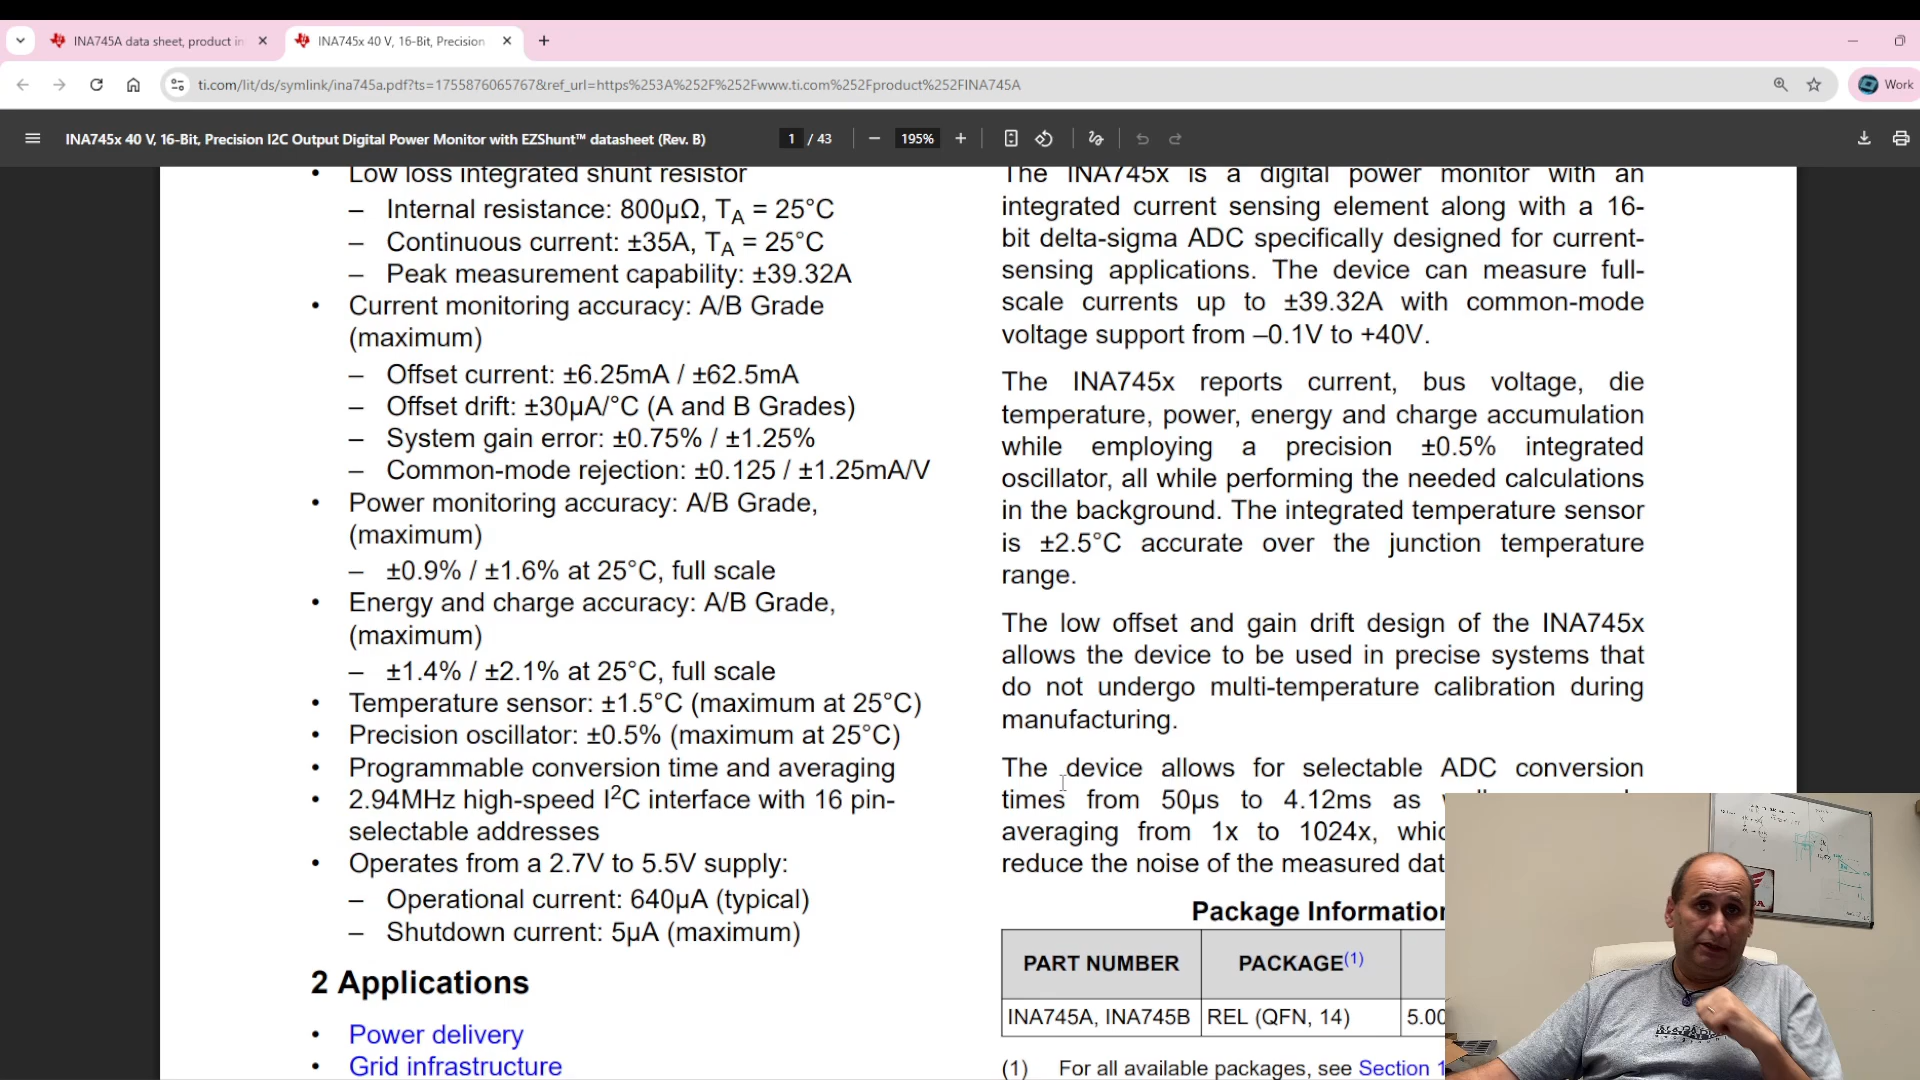 INA745A data sheet, product in
INA745x 40 V, 16-Bit, Precision
ti.com/lit/ds/symlink/ina745a.pdf?ts=1755876065767&ref_url=https%253A%252F%252Fwww.ti.com%252Fproduct%252FINA745A
Work
INA745x 40 V, 16-Bit, Precision I2C Output Digital Power Monitor with EZShunt™ datasheet (Rev. B)
1 / 43
195%
• Low loss integrated shunt resistor
– Internal resistance: 800µΩ, TA = 25°C
– Continuous current: ±35A, TA = 25°C
– Peak measurement capability: ±39.32A
• Current monitoring accuracy: A/B Grade
(maximum)
– Offset current: ±6.25mA / ±62.5mA
– Offset drift: ±30µA/°C (A and B Grades)
– System gain error: ±0.75% / ±1.25%
– Common-mode rejection: ±0.125 / ±1.25mA/V
• Power monitoring accuracy: A/B Grade,
(maximum)
– ±0.9% / ±1.6% at 25°C, full scale
• Energy and charge accuracy: A/B Grade,
(maximum)
– ±1.4% / ±2.1% at 25°C, full scale
• Temperature sensor: ±1.5°C (maximum at 25°C)
• Precision oscillator: ±0.5% (maximum at 25°C)
• Programmable conversion time and averaging
• 2.94MHz high-speed I2C interface with 16 pin-
selectable addresses
• Operates from a 2.7V to 5.5V supply:
– Operational current: 640µA (typical)
– Shutdown current: 5µA (maximum)
2 Applications
• Power delivery
• Grid infrastructure
The INA745x is a digital power monitor with an
integrated current sensing element along with a 16-
bit delta-sigma ADC specifically designed for current-
sensing applications. The device can measure full-
scale currents up to ±39.32A with common-mode
voltage support from –0.1V to +40V.
The INA745x reports current, bus voltage, die
temperature, power, energy and charge accumulation
while employing a precision ±0.5% integrated
oscillator, all while performing the needed calculations
in the background. The integrated temperature sensor
is ±2.5°C accurate over the junction temperature
range.
The low offset and gain drift design of the INA745x
allows the device to be used in precise systems that
do not undergo multi-temperature calibration during
manufacturing.
The device allows for selectable ADC conversion
times from 50µs to 4.12ms as
averaging from 1x to 1024x,
reduce the noise of the measured
Package
PART NUMBER PACKAGE(1)
INA745A, INA745B REL (QFN, 14) 5.00
(1) For all available packages, see Section 1